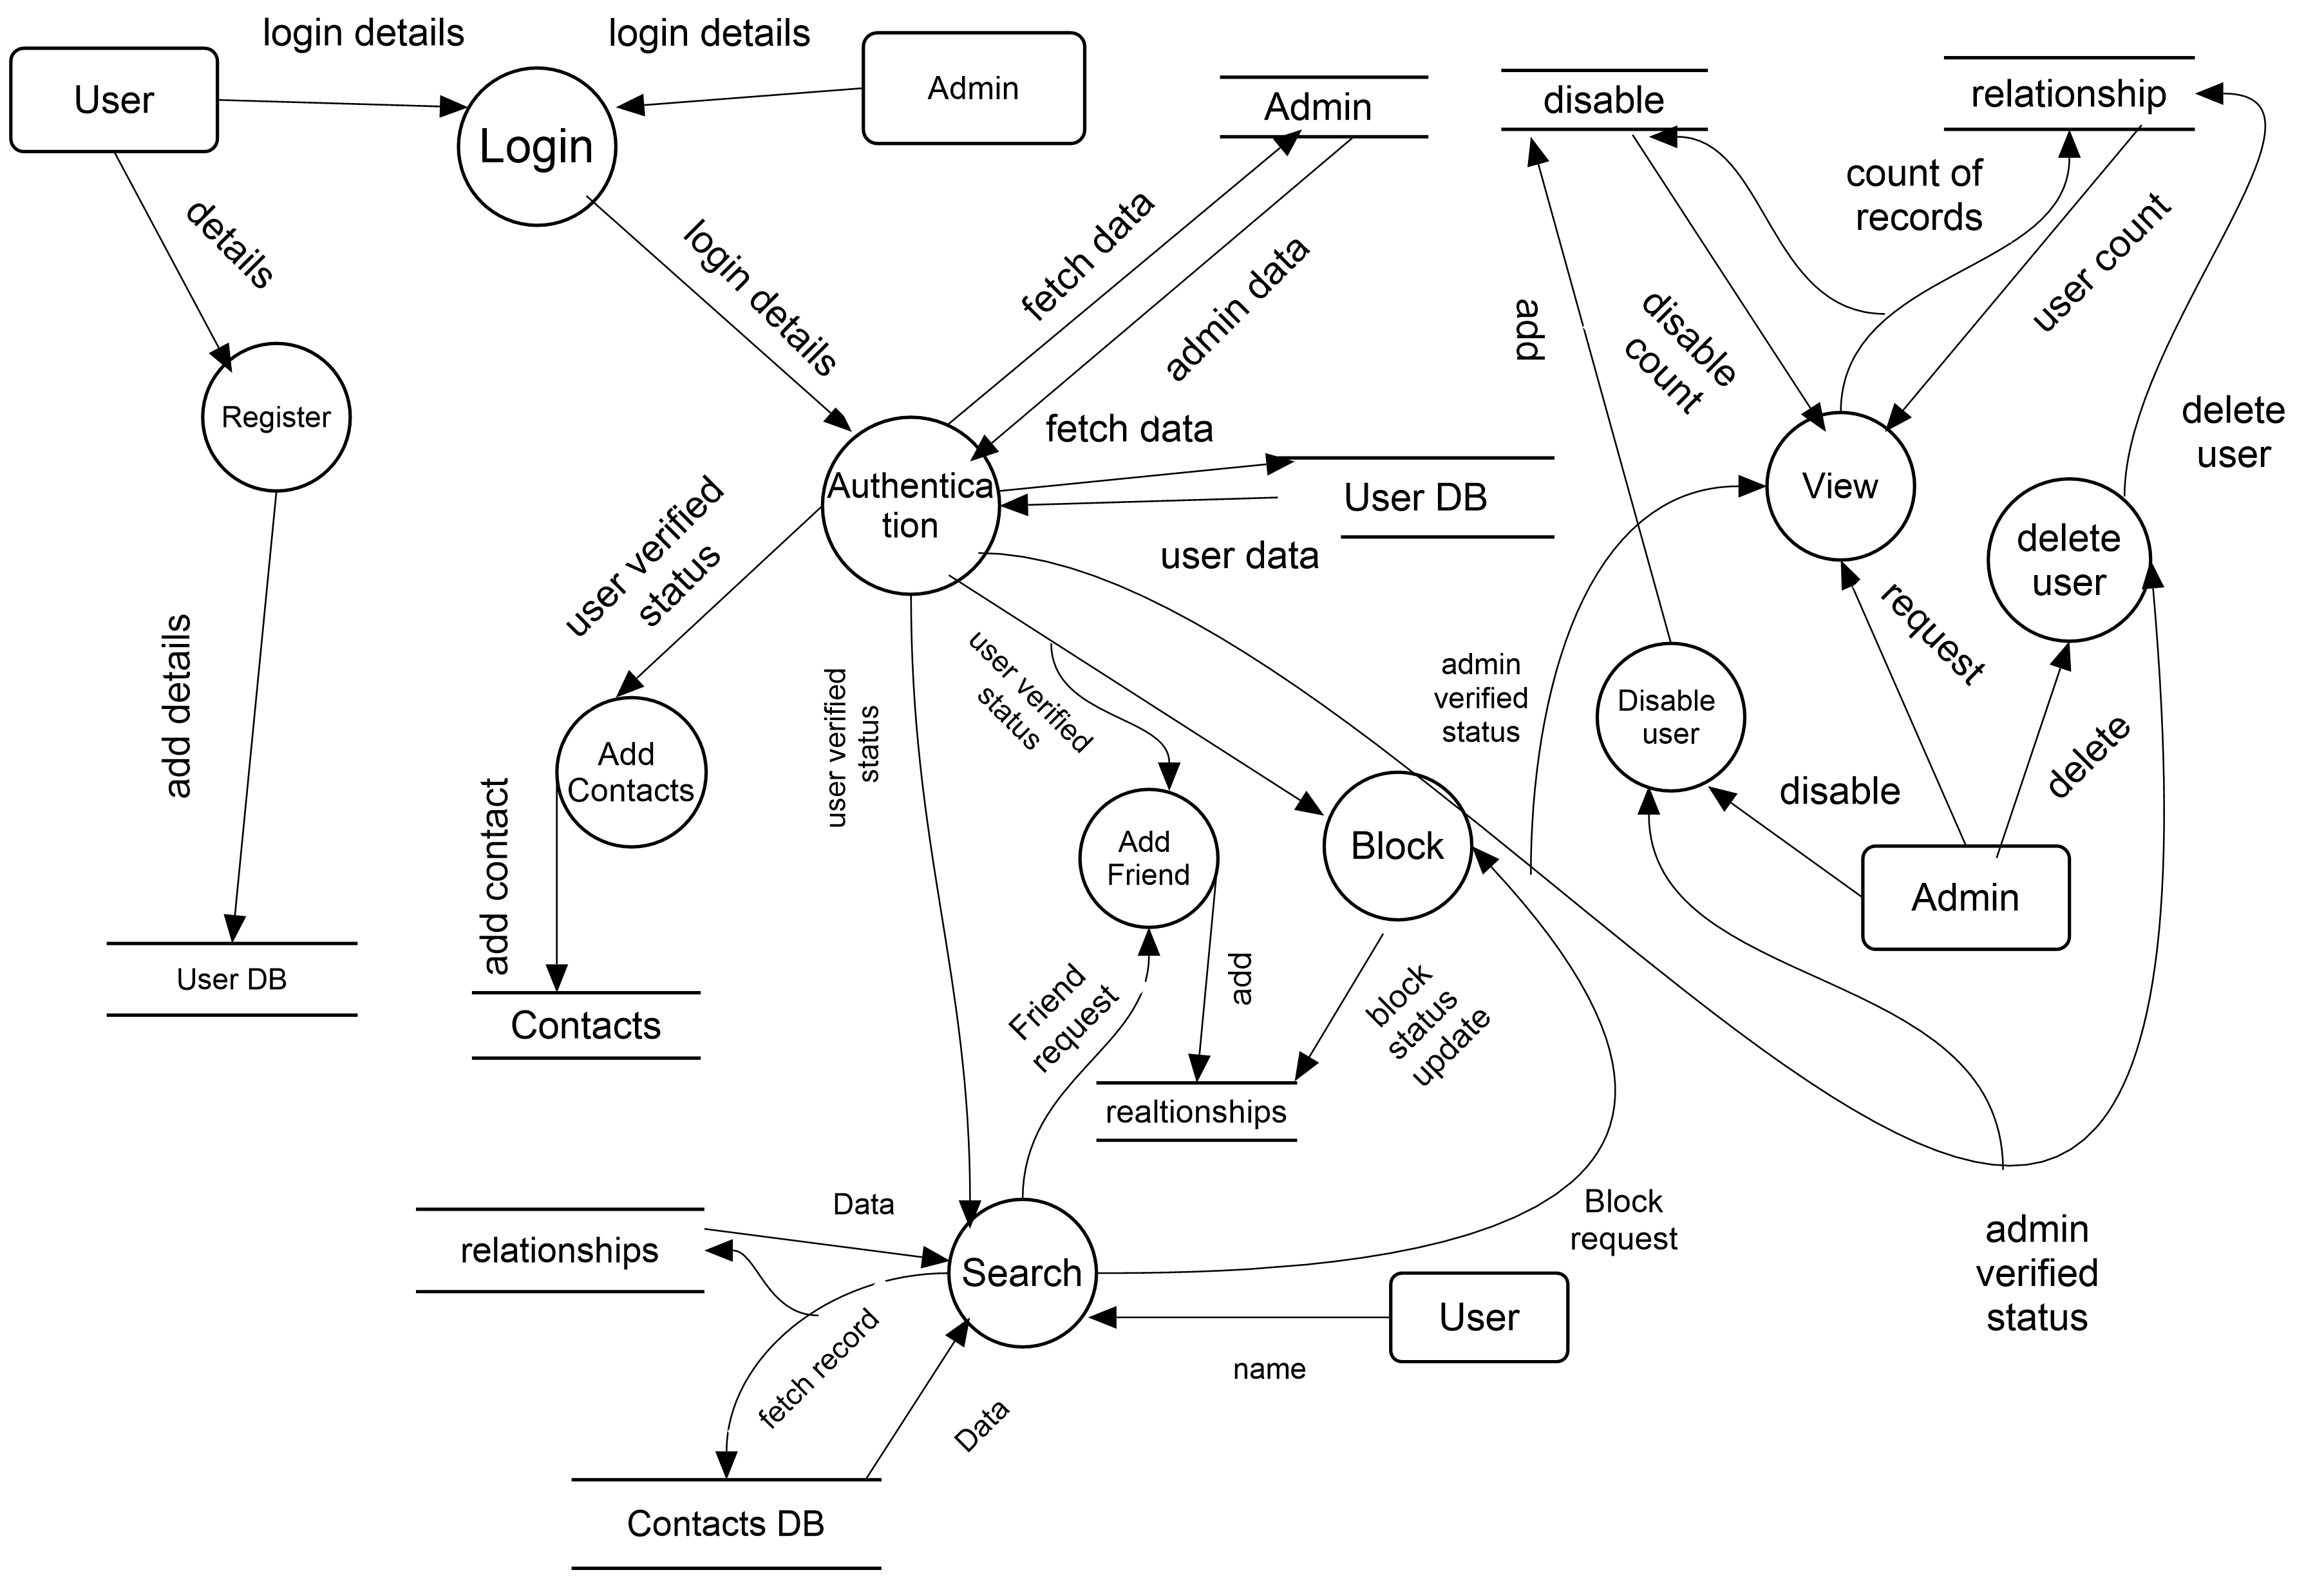 login details
login details
User
Login
Admin
Admin
disable
relationship
details
login details
fetch data
admin data
add
disable
count
count of
records
user count
delete
user
Register
Authentica
tion
fetch data
User DB
user data
View
delete
user
user verified
status
add details
user verified
status
user verified
status
admin
verified
status
Disable
user
request
delete
disable
Add
Contacts
add contact
Add
Friend
Block
Admin
User DB
Contacts
Friend
request
add
block
status
update
realtionships
relationships
Data
Search
Block
request
admin
verified
status
fetch record
User
name
Data
Contacts DB